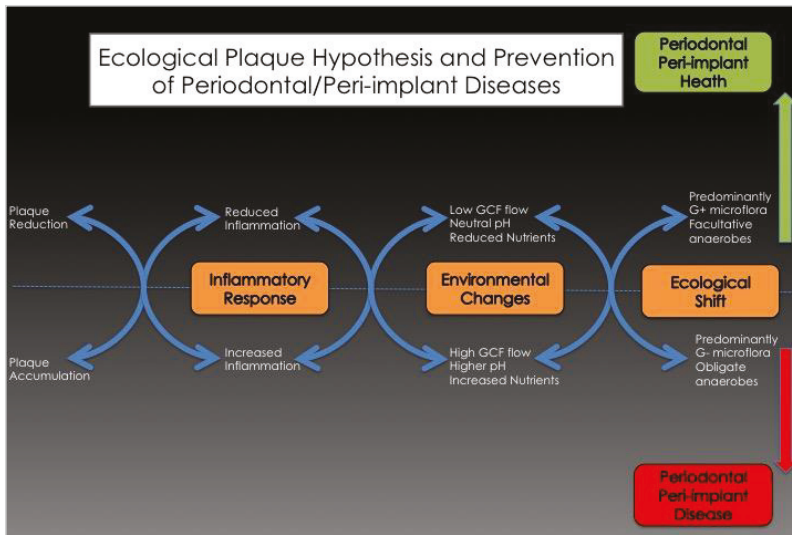 Ecological Plaque Hypothesis and Prevention
of Periodontal/Peri-implant Diseases
Periodontal
Peri-implant
Heath
Plaque
Reduction
Reduced
Inflammation
Low GCF flow
Neutral pH
Reduced Nutrients
Predominantly
G+ microflora
Facultative
anaerobes
Inflammatory
Response
Environmental
Changes
Ecological
Shift
Plaque
Accumulation
Increased
Inflammation
High GCF flow
Higher pH
Increased Nutrients
Predominantly
G- microflora
Obligate
anaerobes
Periodontal
Peri-implant
Disease